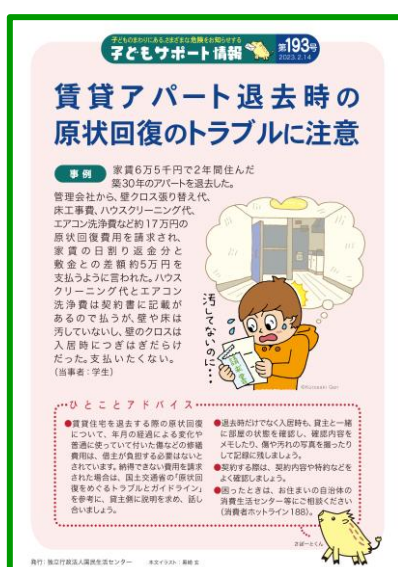 子どものまわりにある、さまざまな危険をお知らせする
子どもサポート情報
第193号
2023.2.14
賃貸アパート退去時の
原状回復のトラブルに注意
事例
家賃6万5千円で2年間住んだ
築30年のアパートを退去した。
管理会社から、壁クロス張り替え代、
床工事費、ハウスクリーニング代、
エアコン洗浄費など約17万円の
原状回復費用を請求され、
家賃の日割り返金分と
敷金との差額約5万円を
支払うように言われた。ハウス
クリーニング代とエアコン
洗浄費は契約書に記載が
あるので払うが、壁や床は
汚していないし、壁のクロスは
入居時につぎはぎだらけ
だった。支払いたくない。
(当事者:学生)
汚してないのに…
請求書
©Kurosaki Gen
ひとことアドバイス
●賃貸住宅を退去する際の原状回復
について、年月の経過による変化や
普通に使っていて付いた傷などの修繕
費用は、借主が負担する必要はないと
されています。納得できない費用を請求
された場合は、国土交通省の「原状回
復をめぐるトラブルとガイドライン」
を参考に、貸主側に説明を求め、話し
合いましょう。
●退去時だけでなく入居時も、貸主と一緒
に部屋の状態を確認し、確認内容を
メモしたり、傷や汚れの写真を撮ったり
して記録に残しましょう。
●契約する際は、契約内容や特約などを
よく確認しましょう。
●困ったときは、お住まいの自治体の
消費生活センター等にご相談ください
(消費者ホットライン188)。
さぽーとくん
発行:独立行政法人国民生活センター
本文イラスト:黒崎 玄